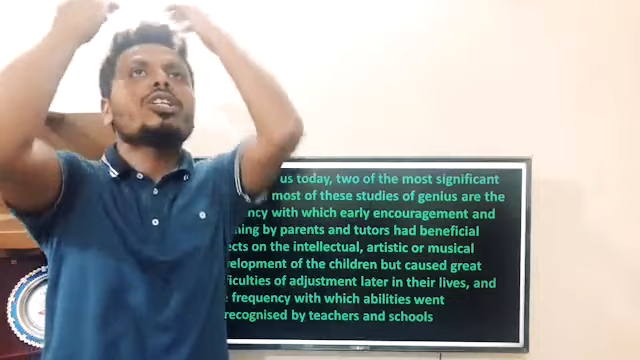 us today, two of the most significant
most of these studies of genius are the
ncy with which early encouragement and
ning by parents and tutors had beneficial
ects on the intellectual, artistic or musical
velopment of the children but caused great
ficulties of adjustment later in their lives, and
e frequency with which abilities went
recognised by teachers and schools